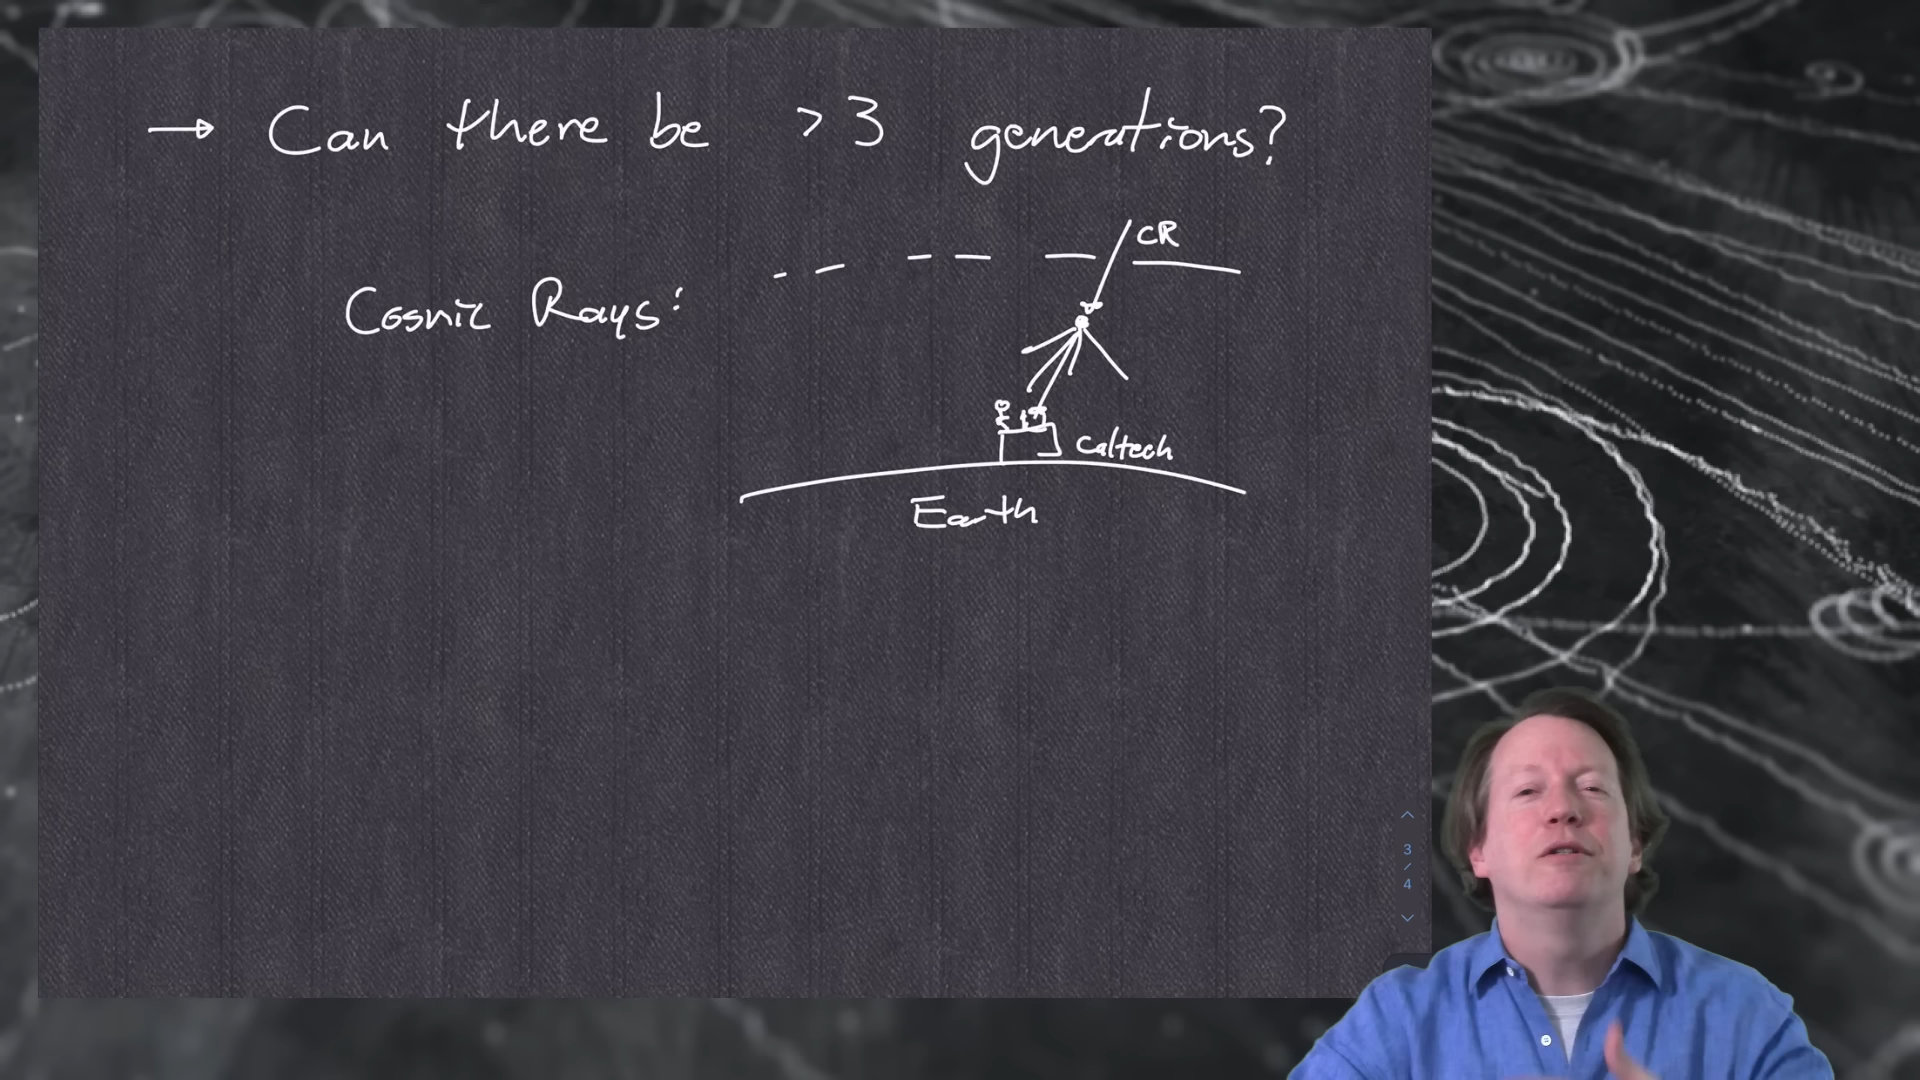 → Can there be > 3 generations?
CR
Cosmic Rays:
Caltech
Earth
3
/
4